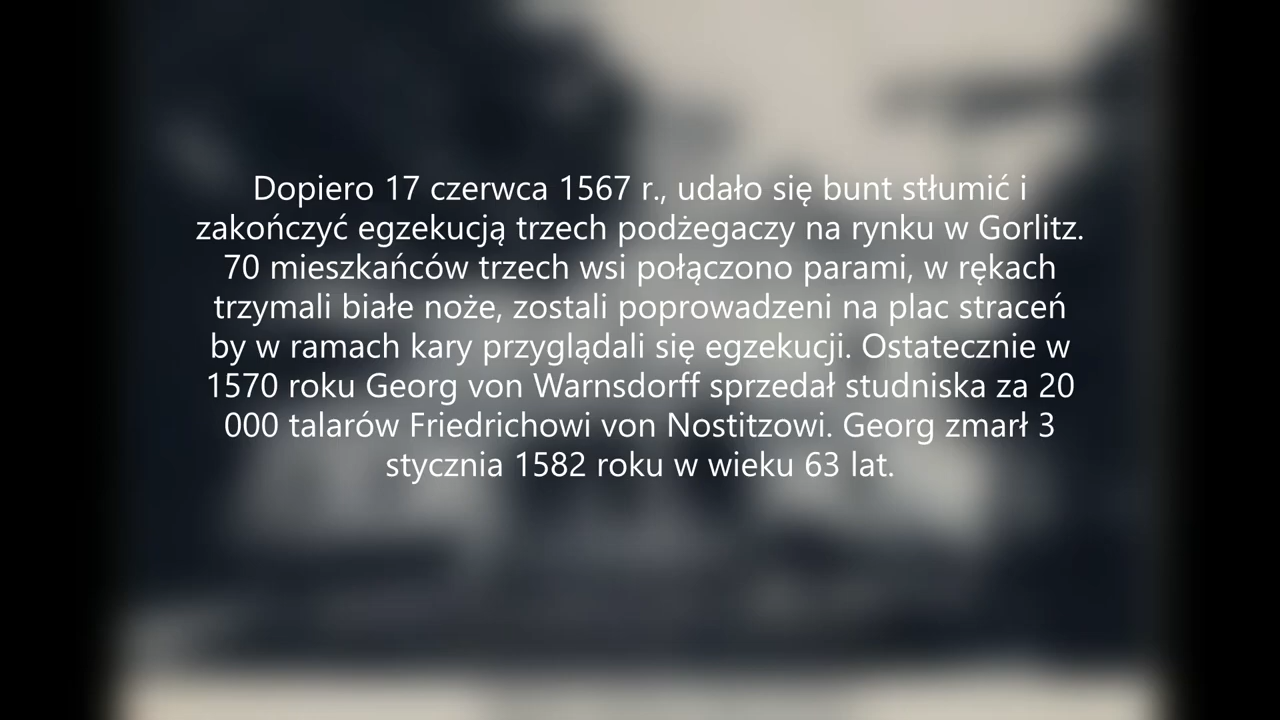 Dopiero 17 czerwca 1567 r., udało się bunt stłumić i
zakończyć egzekucją trzech podżegaczy na rynku w Gorlitz.
70 mieszkańców trzech wsi połączono parami, w rękach
trzymali białe noże, zostali poprowadzeni na plac straceń
by w ramach kary przyglądali się egzekucji. Ostatecznie w
1570 roku Georg von Warnsdorff sprzedał studniska za 20
000 talarów Friedrichowi von Nostitzowi. Georg zmarł 3
stycznia 1582 roku w wieku 63 lat.